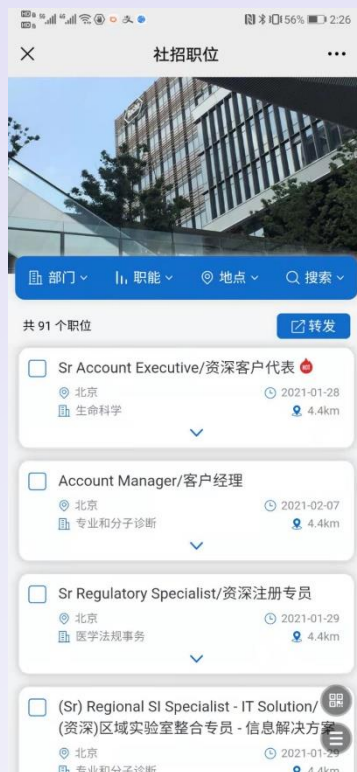 56% 2:26
社招职位
部门
职能
地点
搜索
共 91 个职位
转发
Sr Account Executive/资深客户代表
北京
2021-01-28
生命科学
4.4km
Account Manager/客户经理
北京
2021-02-07
专业和分子诊断
4.4km
Sr Regulatory Specialist/资深注册专员
北京
2021-01-29
医学法规事务
4.4km
(Sr) Regional SI Specialist - IT Solution/
(资深)区域实验室整合专员 - 信息解决方案
北京
2021-01-29
专业和分子诊断
4.4km